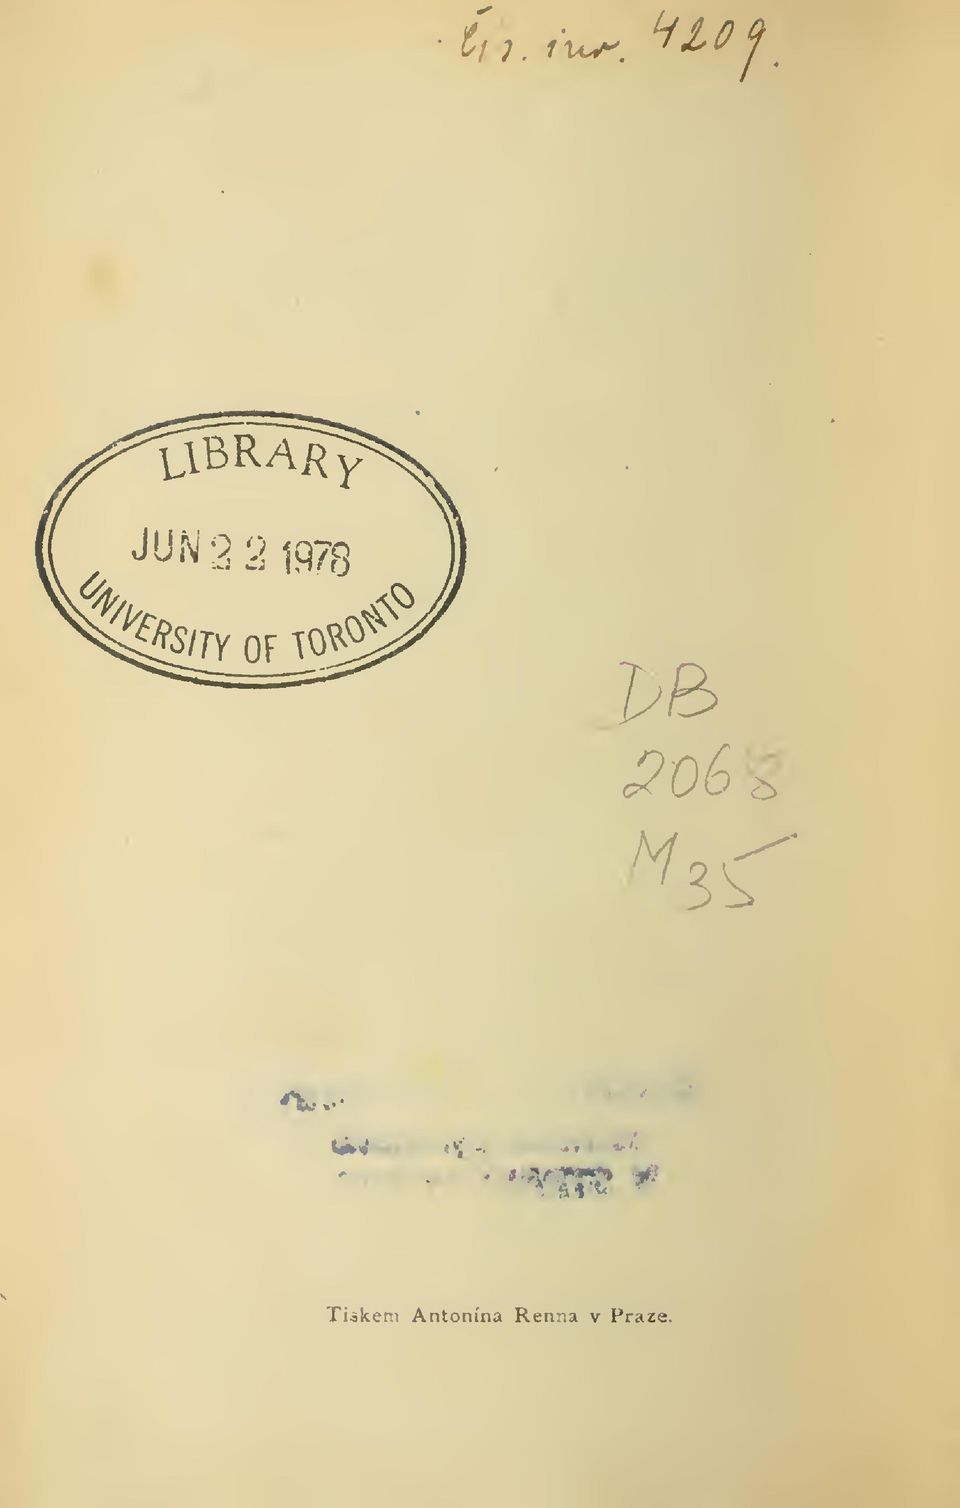 Čís. inv. 4209.
LIBRARY
JUN 22 1978
UNIVERSITY OF TORONTO
DB
2068
M35
Tiskem Antonína Renna v Praze.